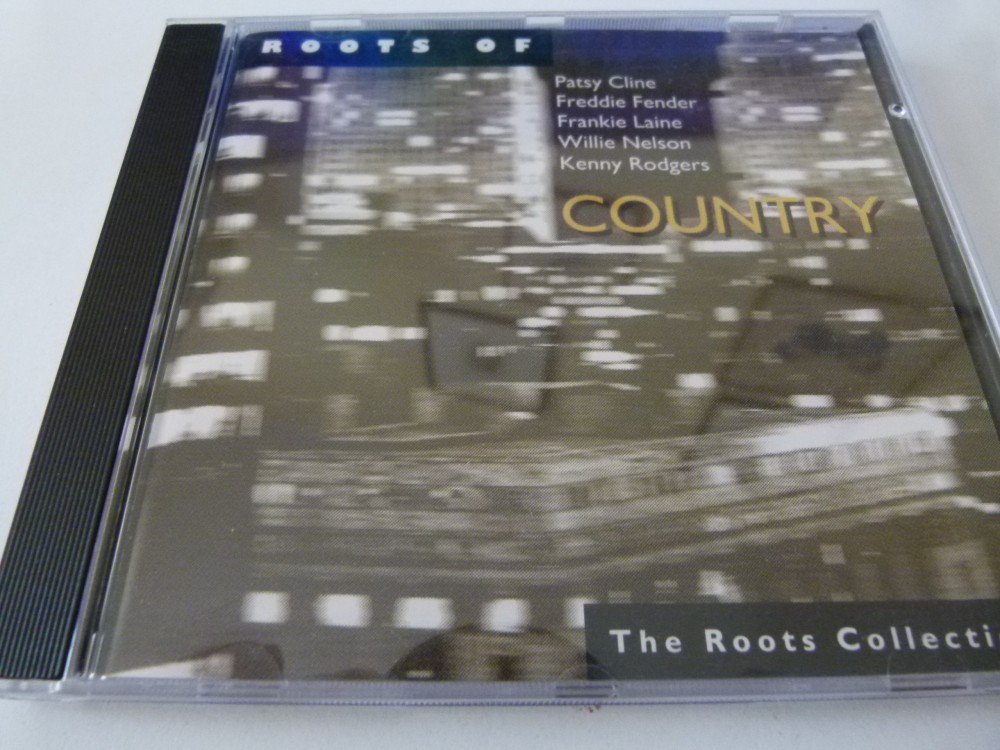 ROOTS OF
Patsy Cline
Freddie Fender
Frankie Laine
Willie Nelson
Kenny Rodgers
COUNTRY
The Roots Collecti